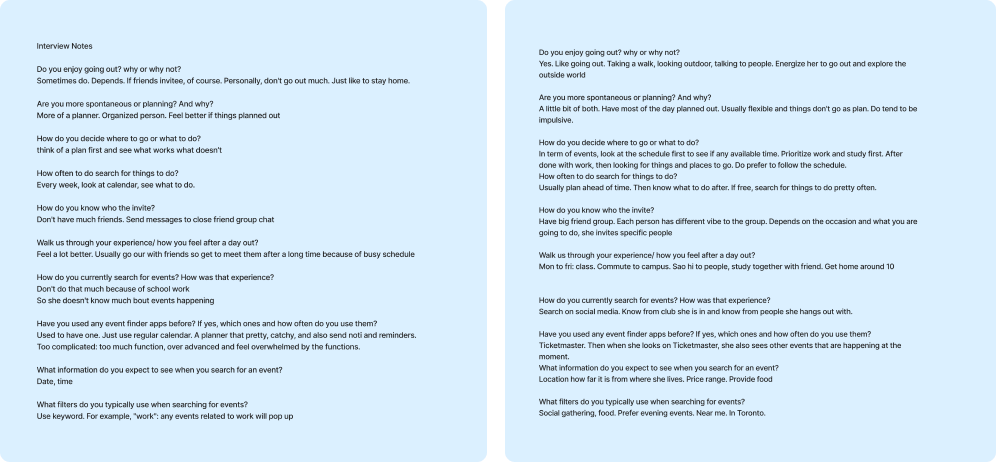 Interview Notes
Do you enjoy going out? why or why not?
Sometimes do. Depends. If friends invitee, of course. Personally, don't go out much. Just like to stay home.
Are you more spontaneous or planning? And why?
More of a planner. Organized person. Feel better if things planned out
How do you decide where to go or what to do?
think of a plan first and see what works what doesn't
How often to do search for things to do?
Every week, look at calendar, see what to do.
How do you know who the invite?
Don't have much friends. Send messages to close friend group chat
Walk us through your experience/ how you feel after a day out?
Feel a lot better. Usually go our with friends so get to meet them after a long time because of busy schedule
How do you currently search for events? How was that experience?
Don't do that much because of school work
So she doesn't know much bout events happening
Have you used any event finder apps before? If yes, which ones and how often do you use them?
Used to have one. Just use regular calendar. A planner that pretty, catchy, and also send noti and reminders.
Too complicated: too much function, over advanced and feel overwhelmed by the functions.
What information do you expect to see when you search for an event?
Date, time
What filters do you typically use when searching for events?
Use keyword. For example, "work": any events related to work will pop up
Do you enjoy going out? why or why not?
Yes. Like going out. Taking a walk, looking outdoor, talking to people. Energize her to go out and explore the
outside world
Are you more spontaneous or planning? And why?
A little bit of both. Have most of the day planned out. Usually flexible and things don't go as plan. Do tend to be
impulsive.
How do you decide where to go or what to do?
In term of events, look at the schedule first to see if any available time. Prioritize work and study first. After
done with work, then looking for things and places to go. Do prefer to follow the schedule.
How often to do search for things to do?
Usually plan ahead of time. Then know what to do after. If free, search for things to do pretty often.
How do you know who the invite?
Have big friend group. Each person has different vibe to the group. Depends on the occasion and what you are
going to do, she invites specific people
Walk us through your experience/ how you feel after a day out?
Mon to fri: class. Commute to campus. Sao hi to people, study together with friend. Get home around 10
How do you currently search for events? How was that experience?
Search on social media. Know from club she is in and know from people she hangs out with.
Have you used any event finder apps before? If yes, which ones and how often do you use them?
Ticketmaster. Then when she looks on Ticketmaster, she also sees other events that are happening at the
moment.
What information do you expect to see when you search for an event?
Location how far it is from where she lives. Price range. Provide food
What filters do you typically use when searching for events?
Social gathering, food. Prefer evening events. Near me. In Toronto.